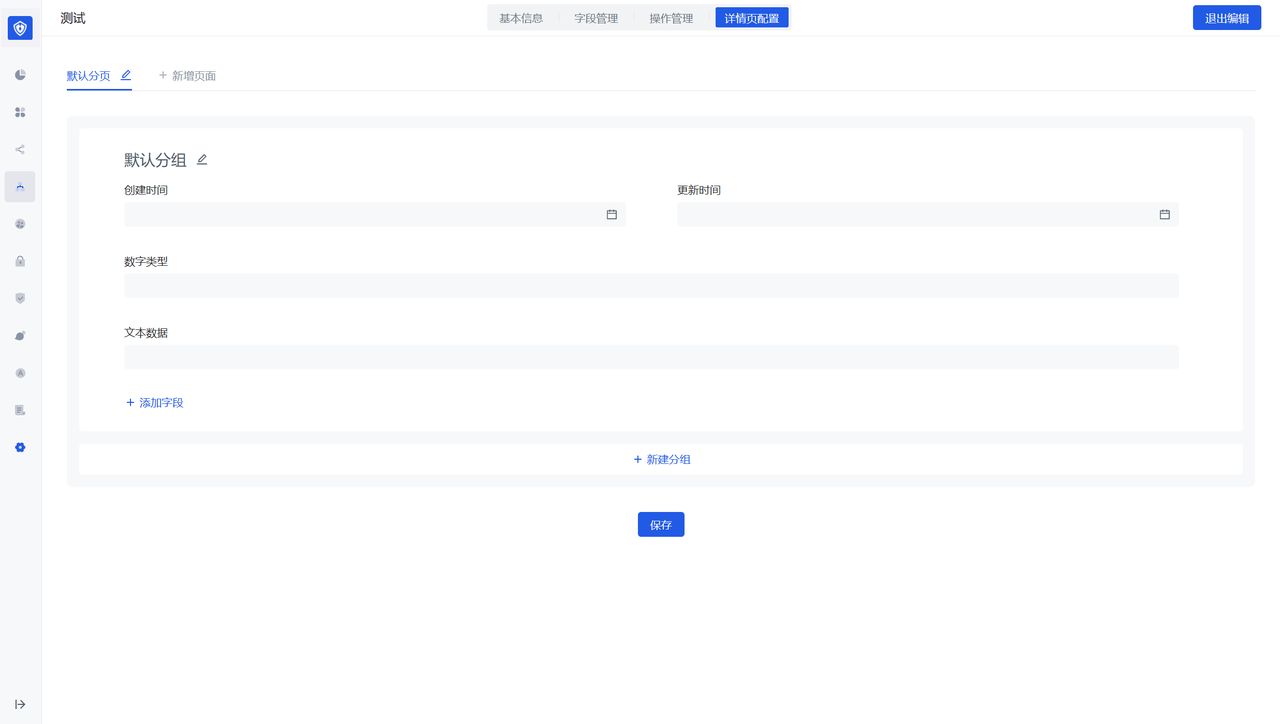 测试
基本信息
字段管理
操作管理
详情页配置
退出编辑
默认分页
+ 新增页面
默认分组
创建时间
更新时间
数字类型
文本数据
+ 添加字段
+ 新建分组
保存